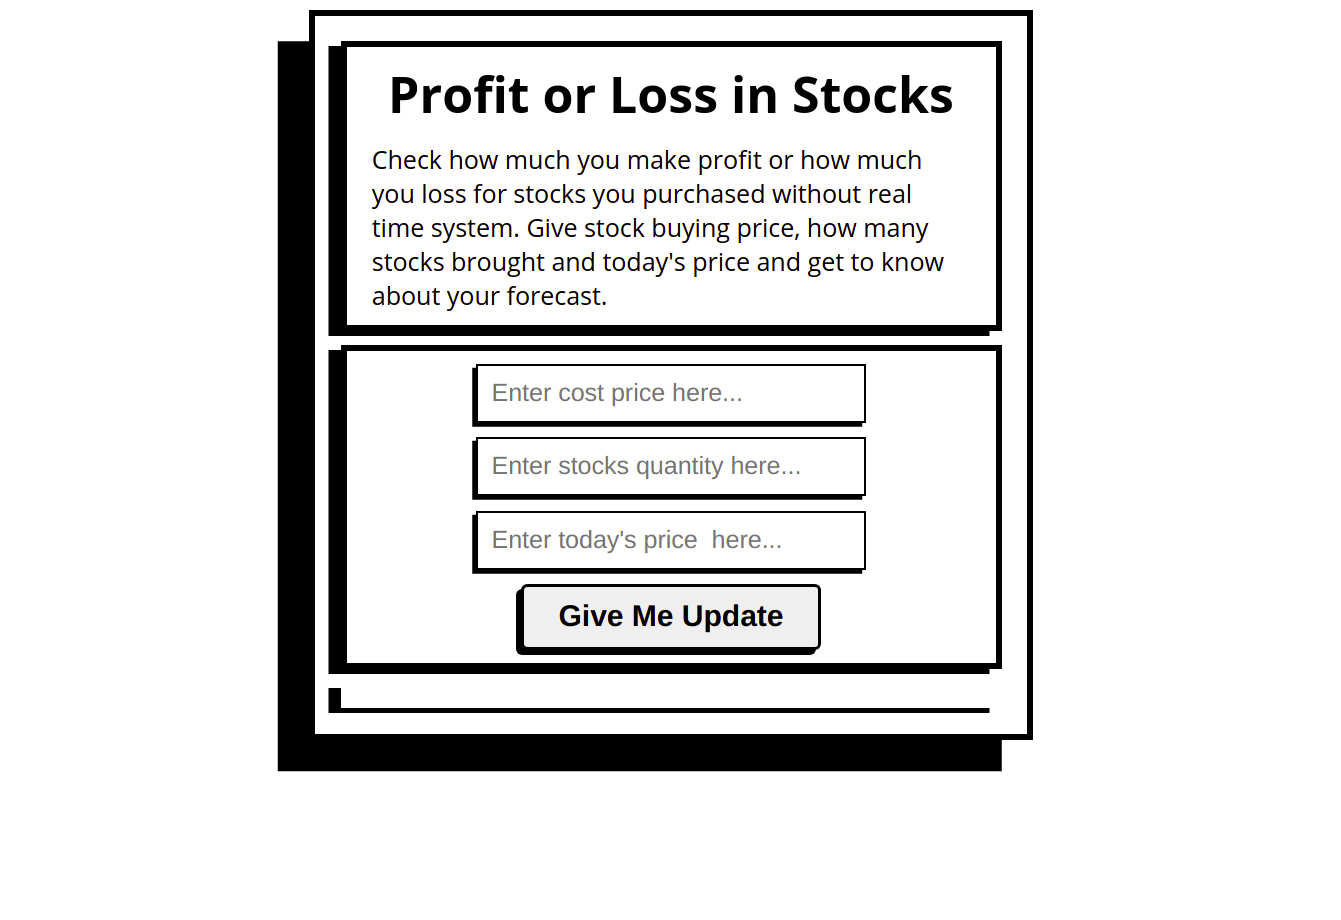 Profit or Loss in Stocks
Check how much you make profit or how much
you loss for stocks you purchased without real
time system. Give stock buying price, how many
stocks brought and today's price and get to know
about your forecast.
Enter cost price here...
Enter stocks quantity here...
Enter today's price  here...
Give Me Update